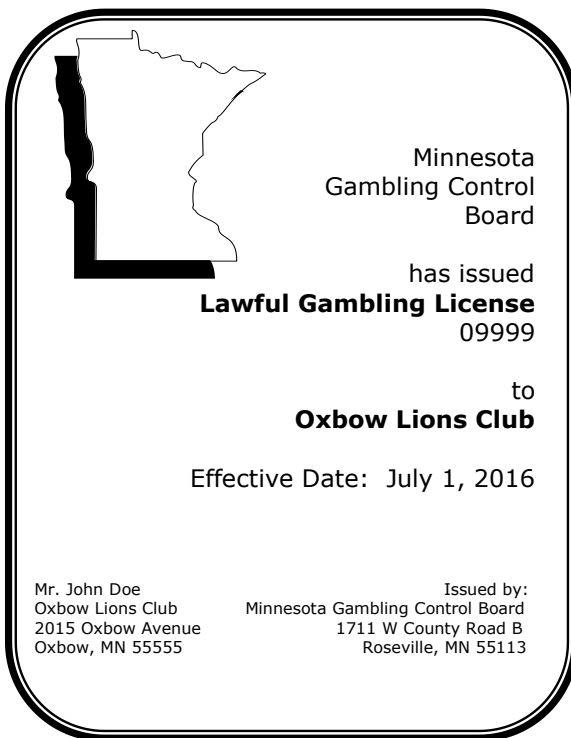 Minnesota
Gambling Control
Board
has issued
Lawful Gambling License
09999
to
Oxbow Lions Club
Effective Date: July 1, 2016
Mr. John Doe
Oxbow Lions Club
2015 Oxbow Avenue
Oxbow, MN 55555
Issued by:
Minnesota Gambling Control Board
1711 W County Road B
Roseville, MN 55113